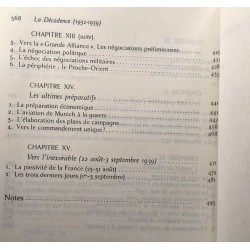 568 La Décadence (1932-1939)
CHAPITRE XIII (suite).
3.- Vers la « Grande Alliance ». Les négociations préliminaires
4.- La négociation politique
5.- L'échec des négociations militaires
6.- La périphérie : le Proche-Orient
CHAPITRE XIV.
Les ultimes préparatifs
1.- La préparation économique
2.- L'aviation de Munich à la guerre
3.- L'élaboration des plans de campagne
4.- Vers le commandement unique?
CHAPITRE XV.
Vers l'inexorable (22 août-3 septembre 1939) 471
1.- La passivité de la France (25-31 août) 471
2.- Les trois derniers jours (1er-3 septembre)
Notes 495